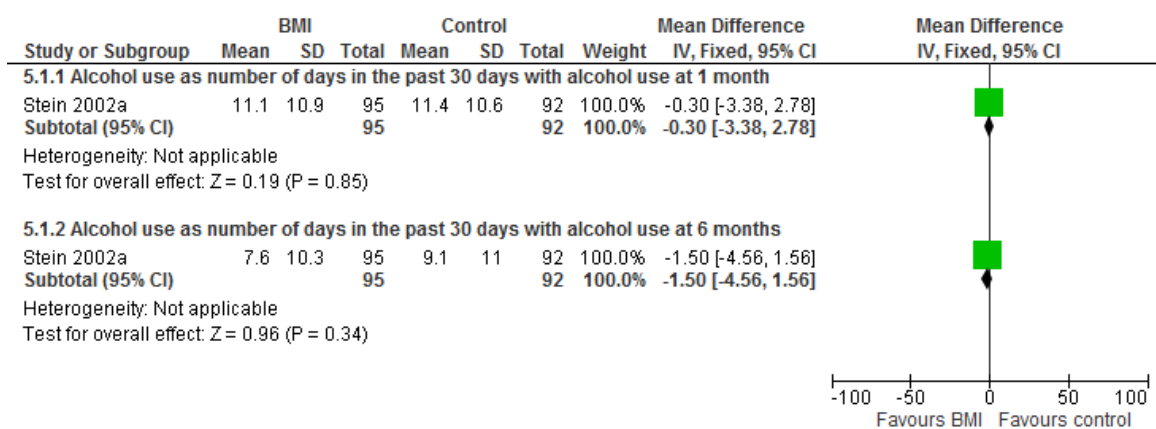 BMI Control Mean Difference Mean Difference
Study or Subgroup Mean SD Total Mean SD Total Weight IV, Fixed, 95% CI IV, Fixed, 95% CI
5.1.1 Alcohol use as number of days in the past 30 days with alcohol use at 1 month
Stein 2002a 11.1 10.9 95 11.4 10.6 92 100.0% -0.30 [-3.38, 2.78]
Subtotal (95% CI) 95 92 100.0% -0.30 [-3.38, 2.78]
Heterogeneity: Not applicable
Test for overall effect: Z = 0.19 (P = 0.85)
5.1.2 Alcohol use as number of days in the past 30 days with alcohol use at 6 months
Stein 2002a 7.6 10.3 95 9.1 11 92 100.0% -1.50 [-4.56, 1.56]
Subtotal (95% CI) 95 92 100.0% -1.50 [-4.56, 1.56]
Heterogeneity: Not applicable
Test for overall effect: Z = 0.96 (P = 0.34)
-100 -50 0 50 100
Favours BMI Favours control